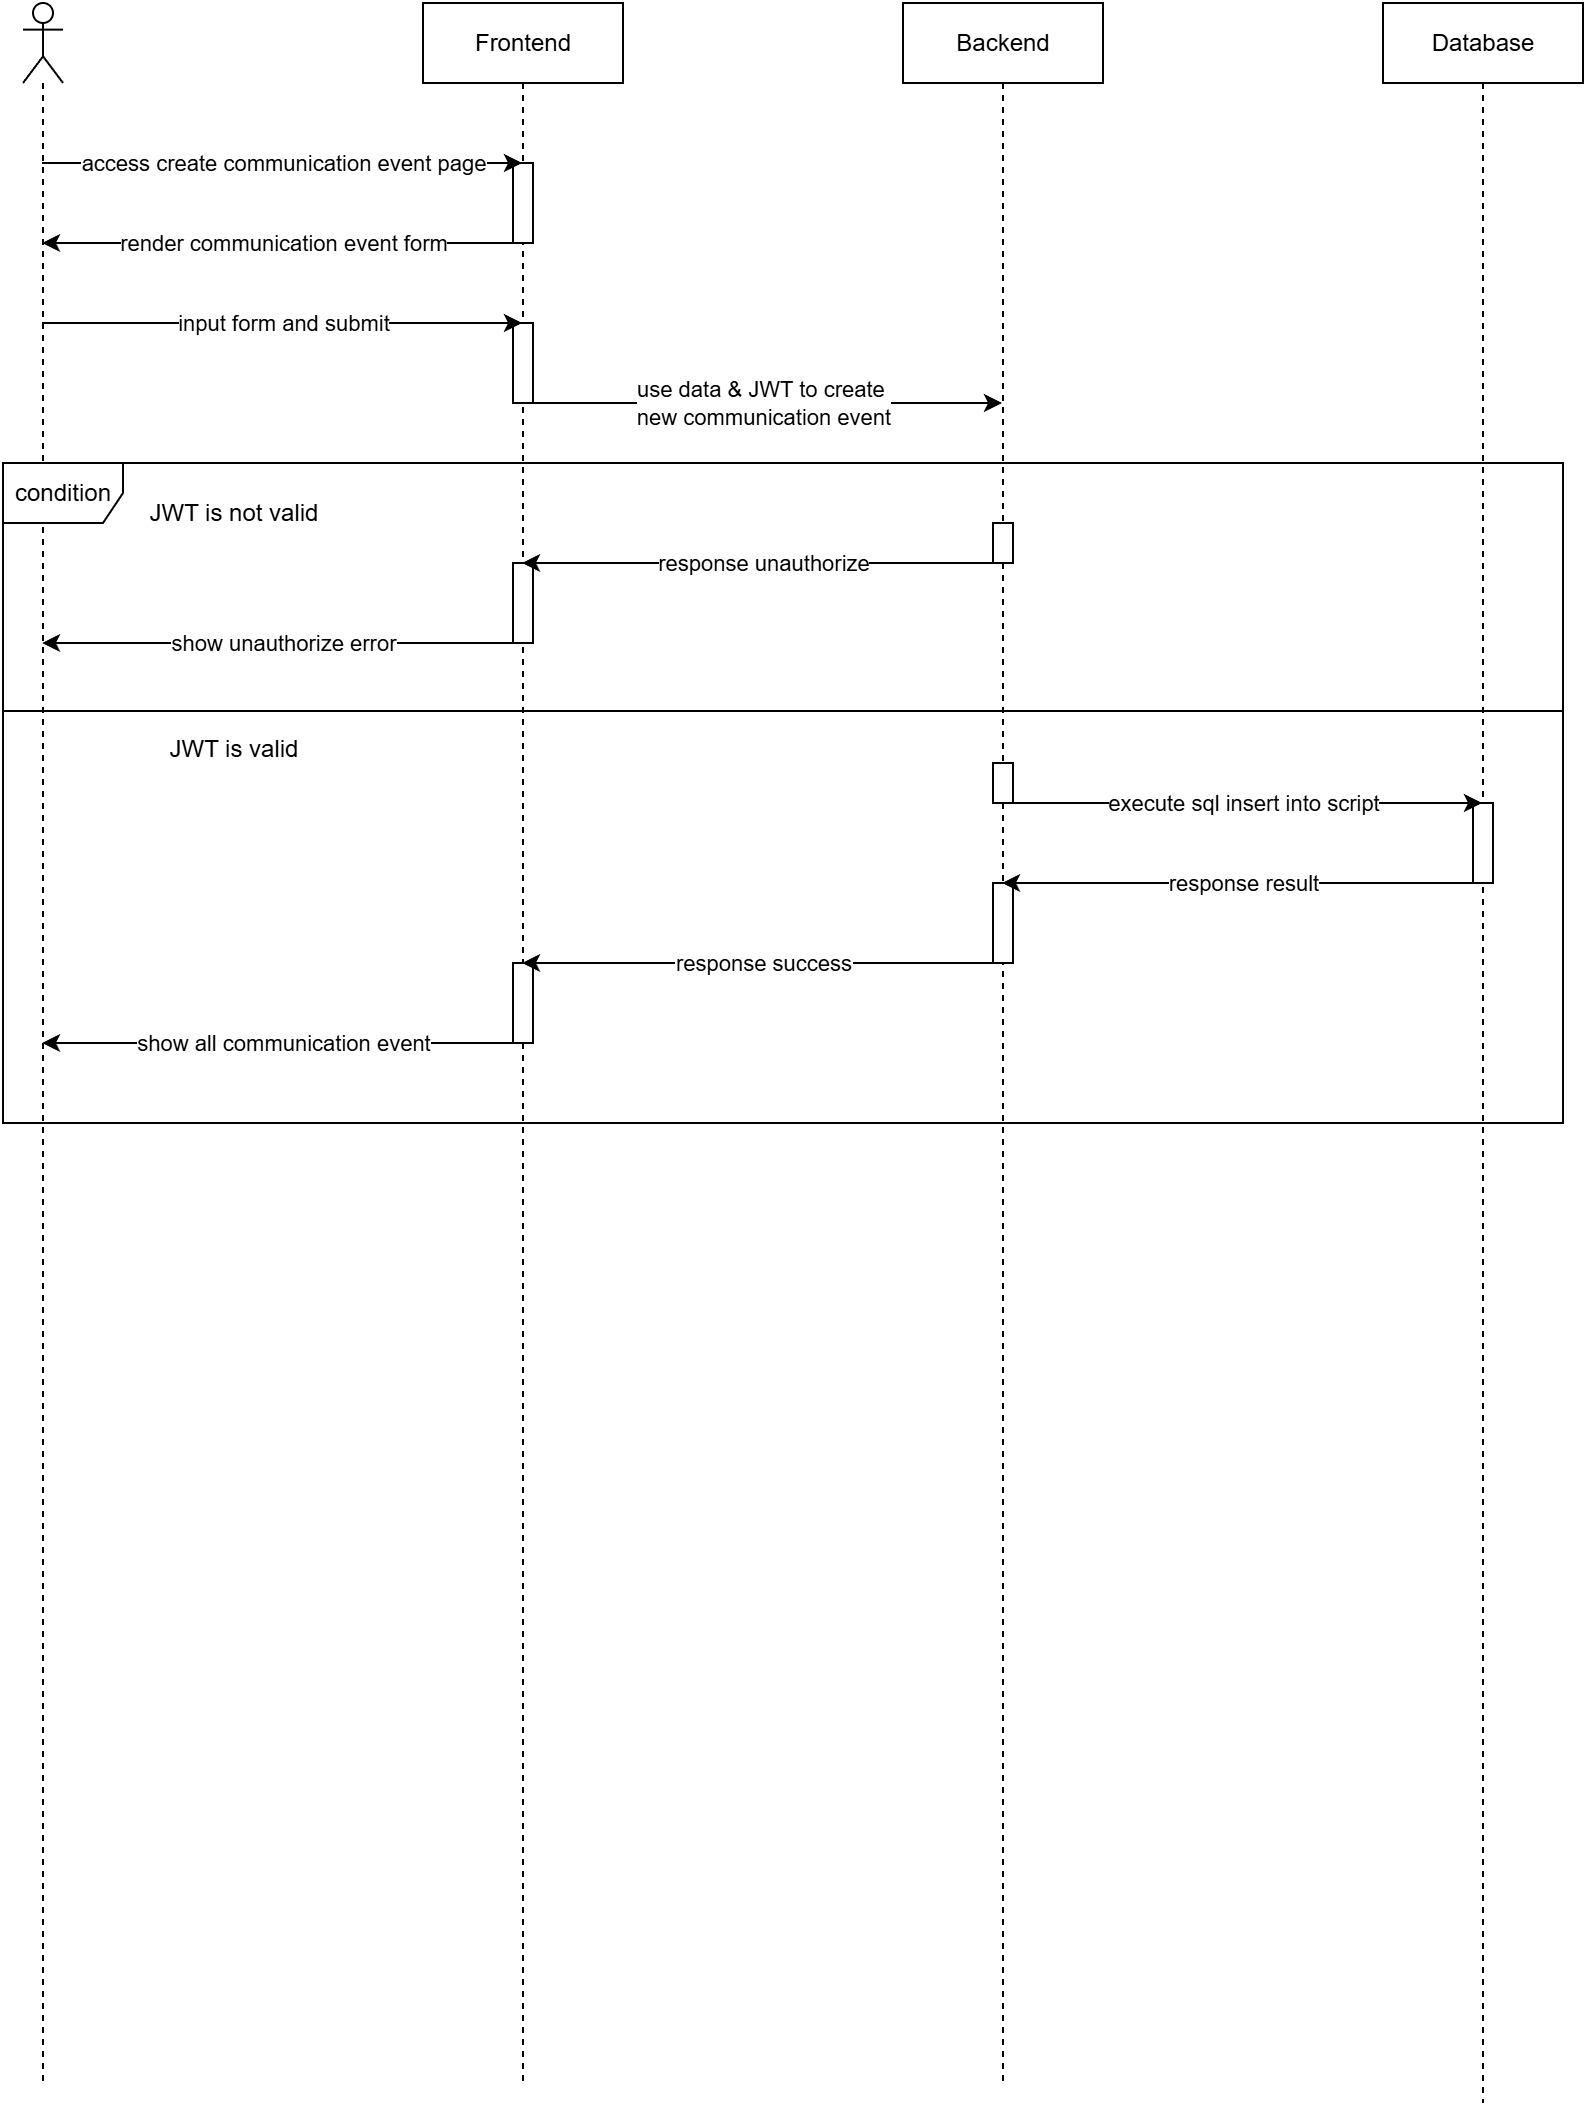 Frontend
Backend
Database
access create communication event page
render communication event form
input form and submit
use data & JWT to create
new communication event
condition
JWT is not valid
response unauthorize
show unauthorize error
JWT is valid
execute sql insert into script
response result
response success
show all communication event